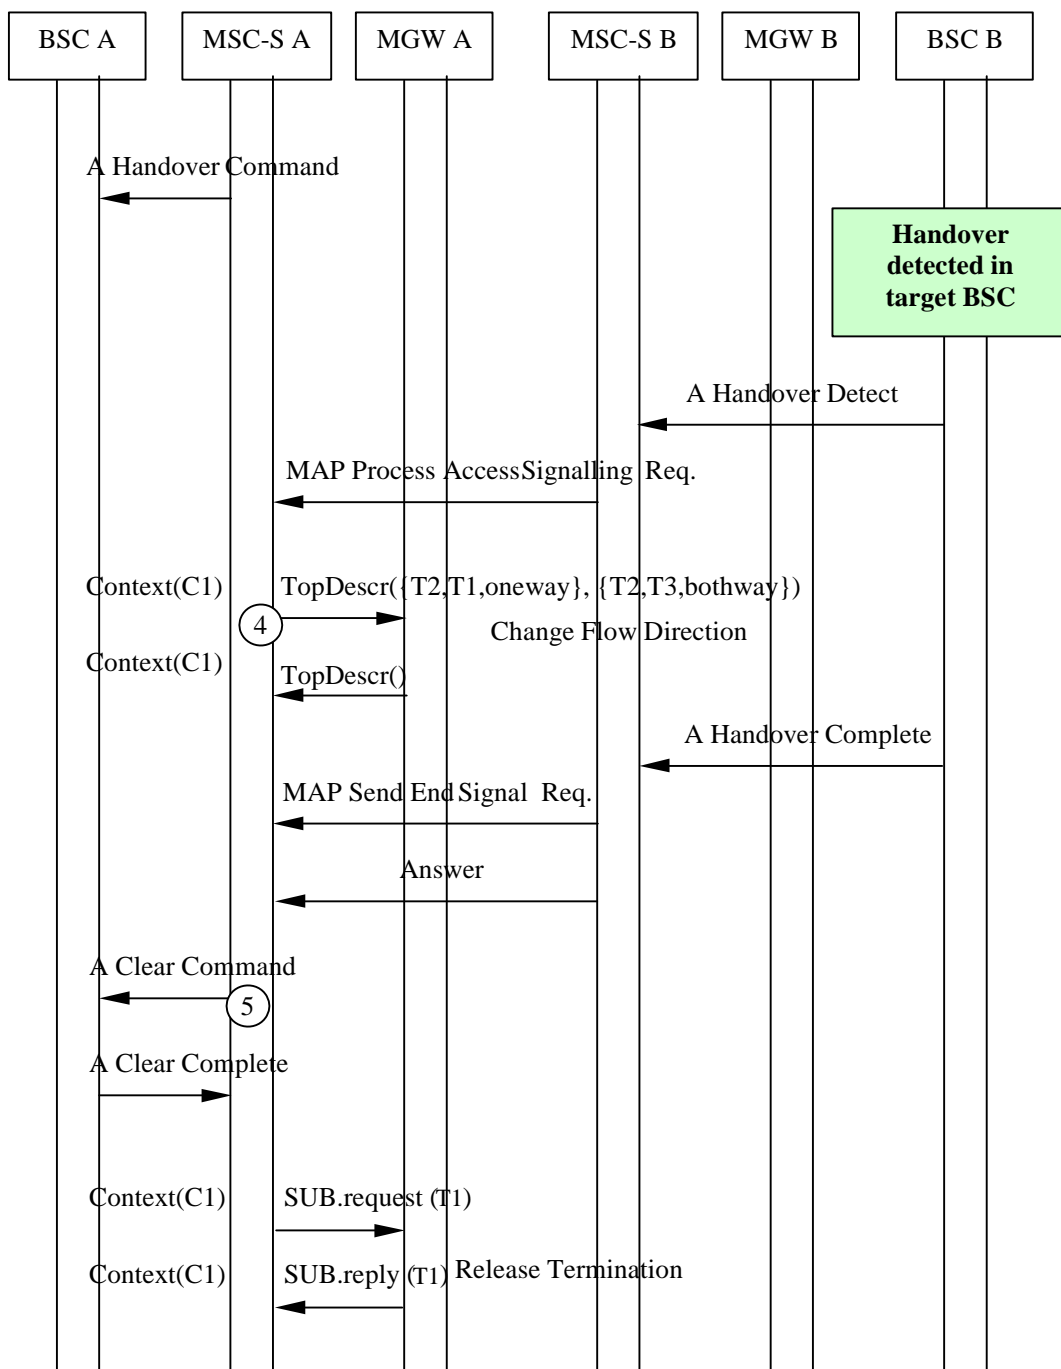 BSC A MSC-S A MGW A MSC-S B MGW B BSC B
A Handover Command
Handover
detected in
target BSC
A Handover Detect
MAP Process Access Signalling Req.
Context(C1) TopDescr({T2,T1,oneway}, {T2,T3,bothway})
4
Change Flow Direction
Context(C1) TopDescr()
A Handover Complete
MAP Send End Signal Req.
Answer
A Clear Command
5
A Clear Complete
Context(C1) SUB.request (T1)
Context(C1) SUB.reply (T1) Release Termination